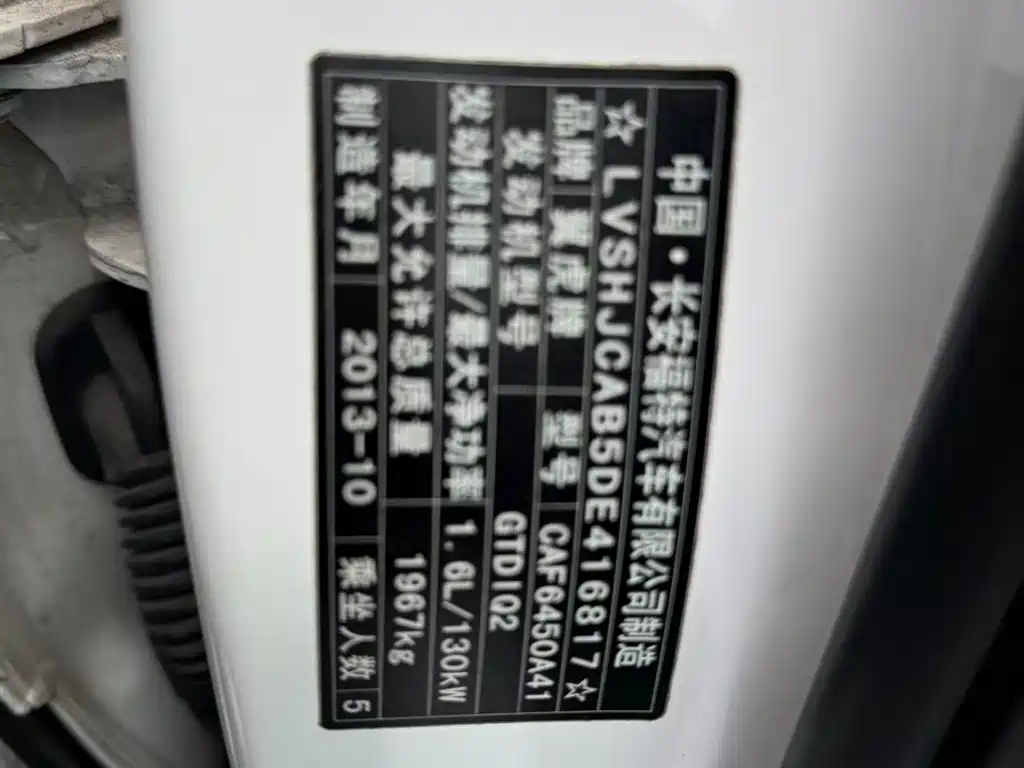 中国·长安福特汽车有限公司制造
☆LVSHJCAB5DE416817☆
品牌 翼虎牌 型号 CAF6450A41
发动机型号 GTDIQ2
发动机排量/最大净功率 1.6L/130kW
最大允许总质量 1967kg
制造年月 2013-10 乘坐人数 5